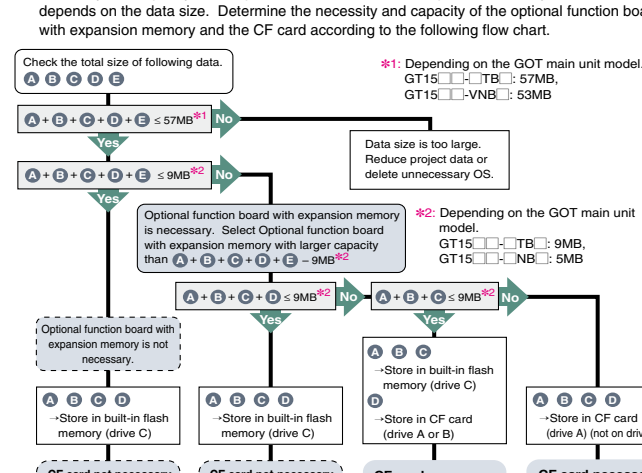 depends on the data size. Determine the necessity and capacity of the optional function
with expansion memory and the CF card according to the following flow chart.
Check the total size of following data.
A B C D E
*1: Depending on the GOT main unit model.
GT15□□-□TB□: 57MB,
GT15□□-VNB□: 53MB
A + B + C + D + E ≤ 57MB*1
No
Yes
Data size is too large.
Reduce project data or
delete unnecessary OS.
A + B + C + D + E ≤ 9MB*2
No
Yes
Optional function board with expansion memory
is necessary. Select Optional function board
with expansion memory with larger capacity
than A + B + C + D + E – 9MB*2
*2: Depending on the GOT main unit
model.
GT15□□-□TB□: 9MB,
GT15□□-□NB□: 5MB
A + B + C + D ≤ 9MB*2
No
A + B + C ≤ 9MB*2
No
Yes
Yes
Optional function board with
expansion memory is not
necessary.
A B C D
→Store in built-in flash
memory (drive C)
A B C D
→Store in built-in flash
memory (drive C)
A B C
→Store in built-in flash
memory (drive C)
D
→Store in CF card
(drive A or B)
A B C D
→Store in CF card
(drive A) (not on
CF card not necessary
CF card not necessary